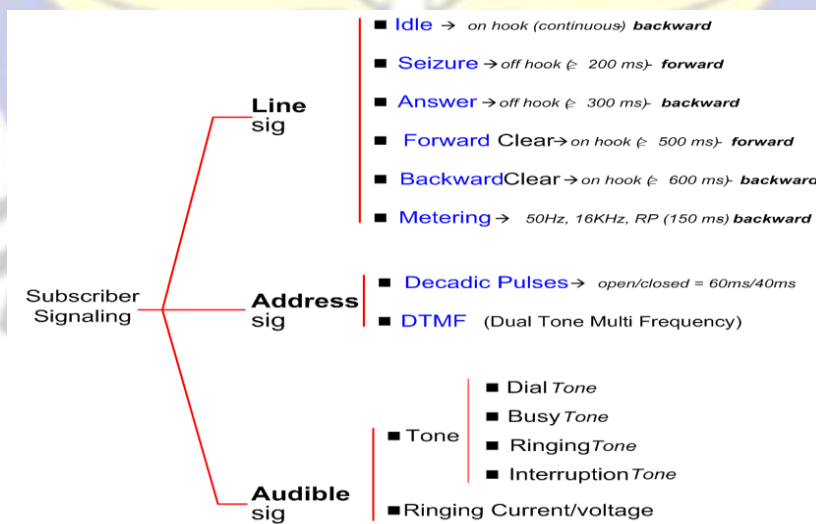 ■ Idle → on hook (continuous) backward
■ Seizure → off hook (≥ 200 ms)- forward
■ Answer → off hook (≥ 300 ms)- backward
Line
sig
■ Forward Clear → on hook (≥ 500 ms)- forward
■ BackwardClear → on hook (≥ 600 ms)- backward
■ Metering → 50Hz, 16KHz, RP (150 ms) backward
Subscriber
Signaling
Address
sig
■ Decadic Pulses → open/closed = 60ms/40ms
■ DTMF (Dual Tone Multi Frequency)
Audible
sig
■ Tone
■ Dial Tone
■ Busy Tone
■ Ringing Tone
■ Interruption Tone
■ Ringing Current/voltage